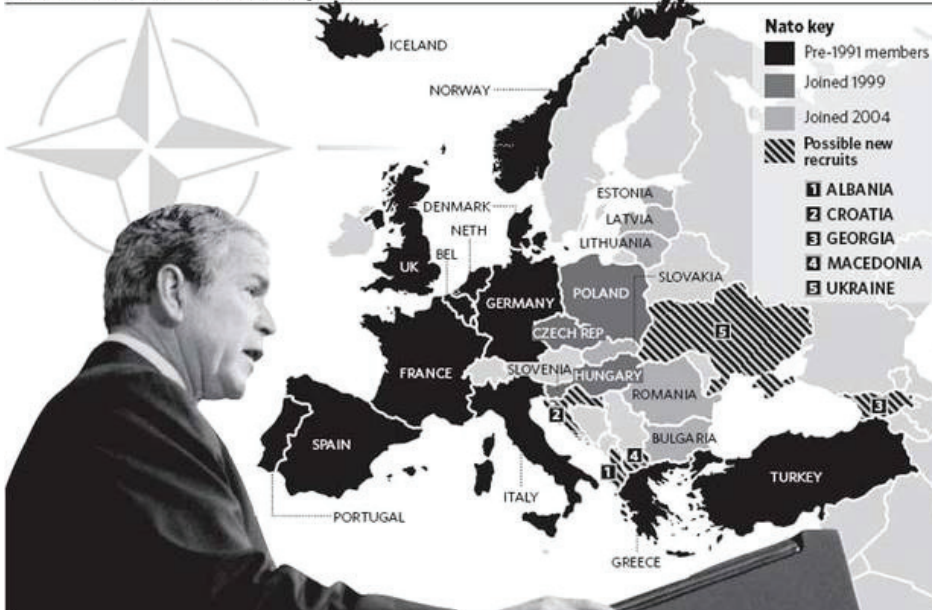 Nato key
Pre-1991 members
Joined 1999
Joined 2004
Possible new
recruits
1 ALBANIA
2 CROATIA
3 GEORGIA
4 MACEDONIA
5 UKRAINE
ICELAND
NORWAY
ESTONIA
LATVIA
LITHUANIA
DENMARK
NETH
BEL
UK
GERMANY
POLAND
SLOVAKIA
CZECH REP
5
FRANCE
SLOVENIA
HUNGARY
ROMANIA
2
3
SPAIN
BULGARIA
4
1
TURKEY
ITALY
PORTUGAL
GREECE